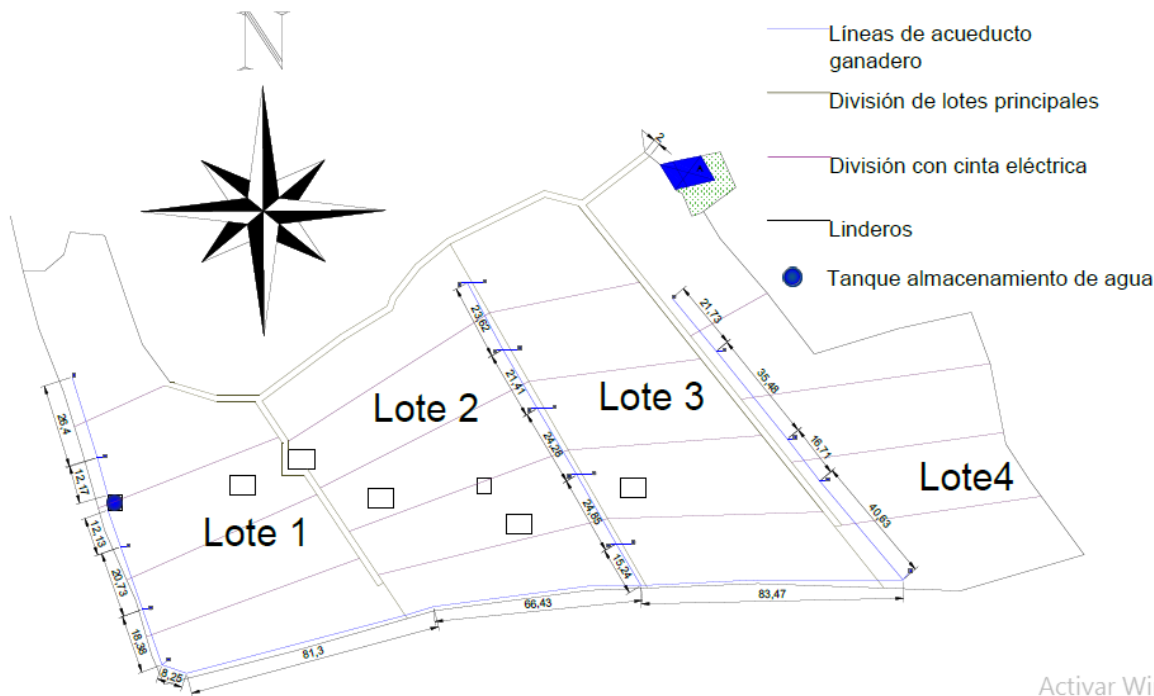 N
Líneas de acueducto
ganadero
División de lotes principales
División con cinta eléctrica
Linderos
Tanque almacenamiento de agua
2
21,73
35,48
16,71
40,63
23,62
21,41
24,28
24,85
15,24
26,4
12,17
12,13
20,73
18,38
8,25
81,3
66,43
83,47
Lote 1
Lote 2
Lote 3
Lote4
Activar Wi